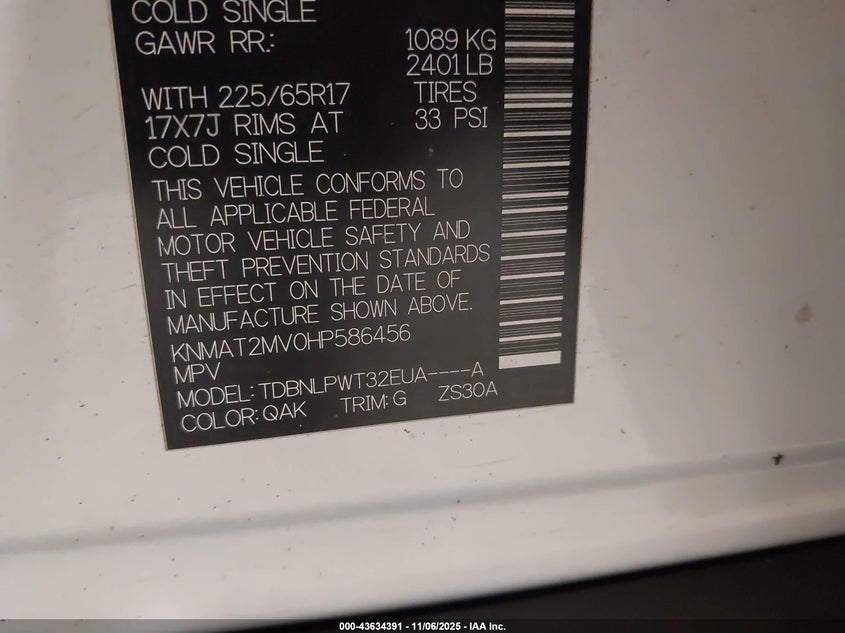 COLD SINGLE
GAWR RR.: 1089 KG
2401 LB
WITH 225/65R17 TIRES
17X7J RIMS AT 33 PSI
COLD SINGLE
THIS VEHICLE CONFORMS TO
ALL APPLICABLE FEDERAL
MOTOR VEHICLE SAFETY AND
THEFT PREVENTION STANDARDS
IN EFFECT ON THE DATE OF
MANUFACTURE SHOWN ABOVE.
KNMAT2MV0HP586456
MPV
MODEL: TDBNLPWT32EUA----A
COLOR: QAK TRIM: G ZS30A
000-43634391 - 11/06/2025 - IAA Inc.